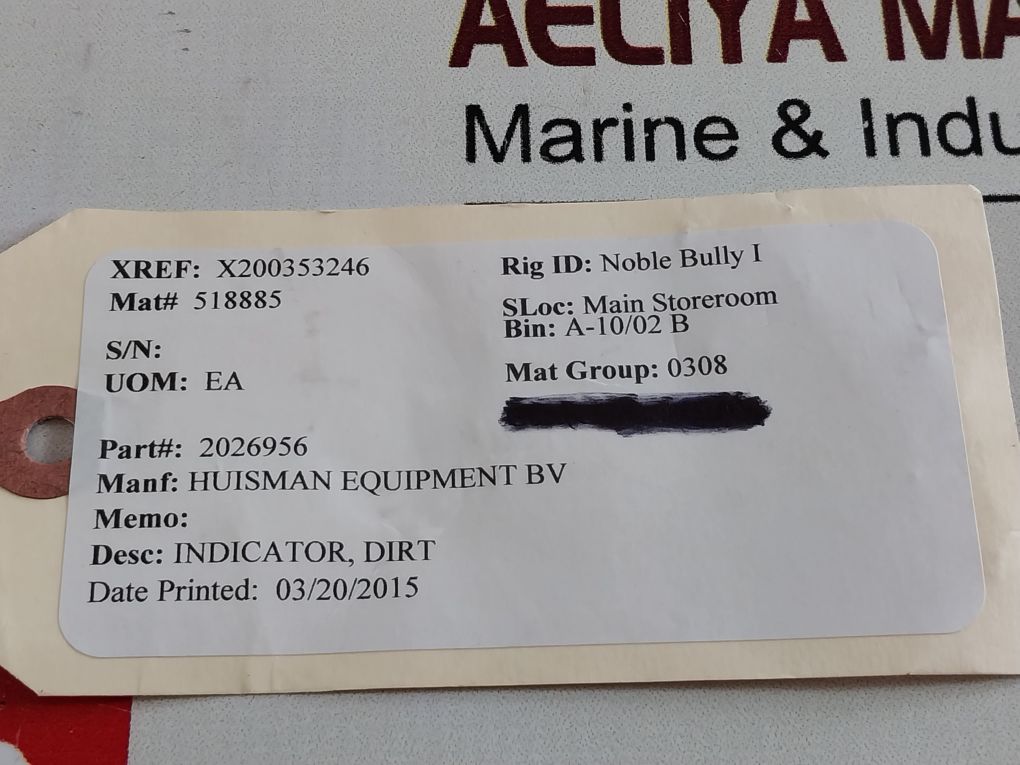 AELIYA MA
Marine & Indu
XREF: X200353246
Mat# 518885
S/N:
UOM: EA
Rig ID: Noble Bully I
SLoc: Main Storeroom
Bin: A-10/02 B
Mat Group: 0308
Part#: 2026956
Manf: HUISMAN EQUIPMENT BV
Memo:
Desc: INDICATOR, DIRT
Date Printed: 03/20/2015